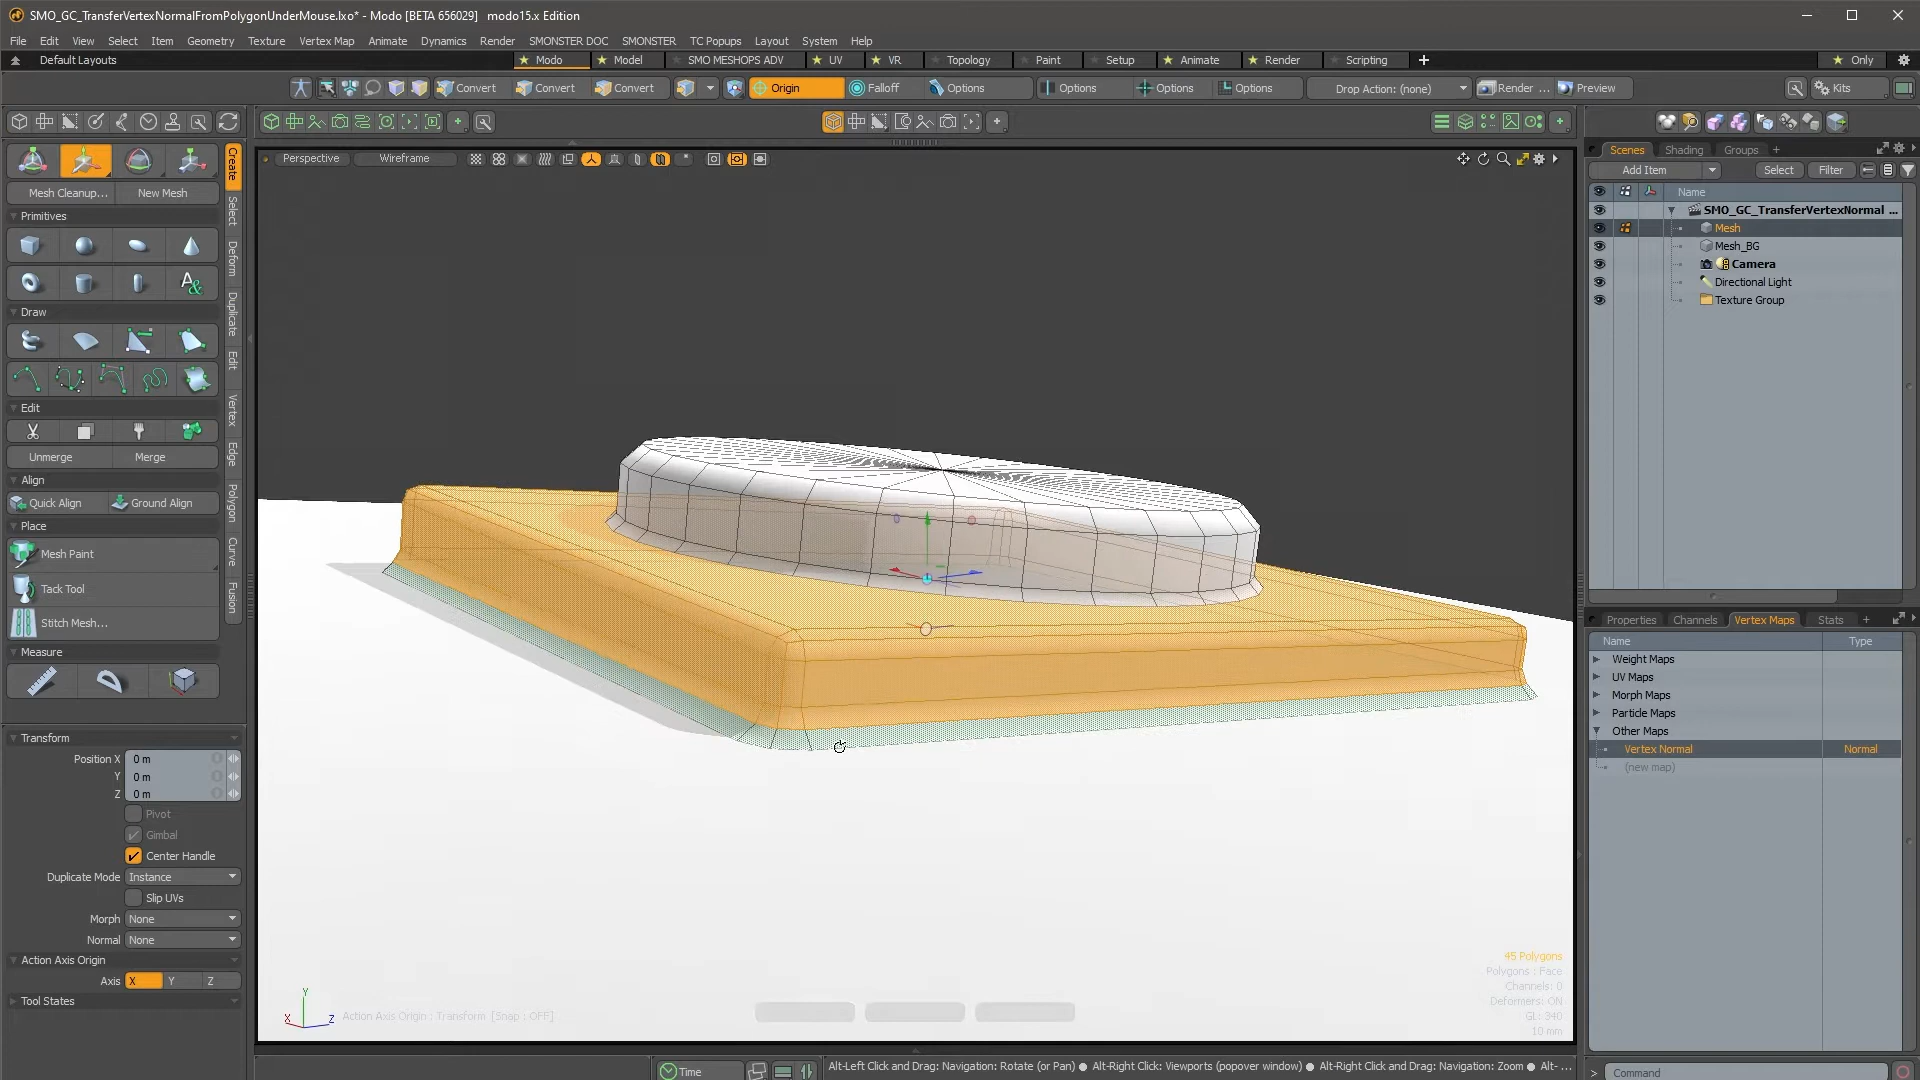 SMO_GC_TransferVertexNormalFromPolygonUnderMouse.lxo* - Modo [BETA 656029]   modo15.x Edition
File Edit View Select Item Geometry Texture Vertex Map Animate Dynamics Render SMONSTER DOC SMONSTER TC Popups Layout System Help
Default Layouts Modo Model SMO MESHOPS ADV UV VR Topology Paint Setup Animate Render Scripting Only
Convert Convert Convert Origin Falloff Options Options Options Options Drop Action: (none) Render ... Preview Kits
Perspective Wireframe
Mesh Cleanup... New Mesh
Primitives
Draw
Edit
Unmerge Merge
Align
Quick Align Ground Align
Place
Mesh Paint
Tack Tool
Stitch Mesh...
Measure
Create
Select
Deform
Duplicate
Edit
Vertex
Edge
Polygon
Curve
Fusion
Transform
Position X 0 m
Y 0 m
Z 0 m
Pivot
Gimbal
Center Handle
Duplicate Mode Instance
Slip UVs
Morph None
Normal None
Action Axis Origin
Axis X Y Z
Tool States
Y
X Z
Action Axis Origin : Transform  [Snap : OFF]
45 Polygons
Polygons : Face
Channels: 0
Deformers: ON
GL: 340
10 mm
Time
Alt-Left Click and Drag: Navigation: Rotate (or Pan) ● Alt-Right Click: Viewports (popover window) ● Alt-Right Click and Drag: Navigation: Zoom ● Alt- ...
Scenes Shading Groups
Add Item Select Filter
Name
SMO_GC_TransferVertexNormal ...
Mesh
Mesh_BG
Camera
Directional Light
Texture Group
Properties Channels Vertex Maps Stats
Name Type
Weight Maps
UV Maps
Morph Maps
Particle Maps
Other Maps
Vertex Normal Normal
(new map)
> Command